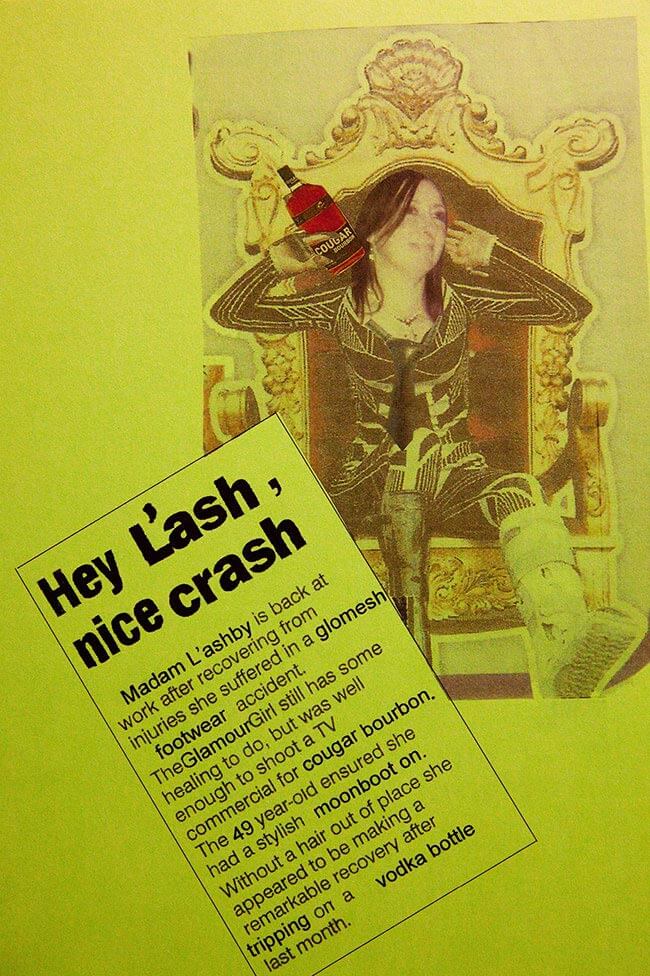 COUGAR
BOURBON
Hey L'ash,
nice crash
Madam L'ashby is back at
work after recovering from
injuries she suffered in a glomesh
footwear accident.
TheGlamourGirl still has some
healing to do, but was well
enough to shoot a TV
commercial for cougar bourbon.
The 49 year-old ensured she
had a stylish moonboot on.
Without a hair out of place she
appeared to be making a
remarkable recovery after
tripping on a vodka bottle
last month.